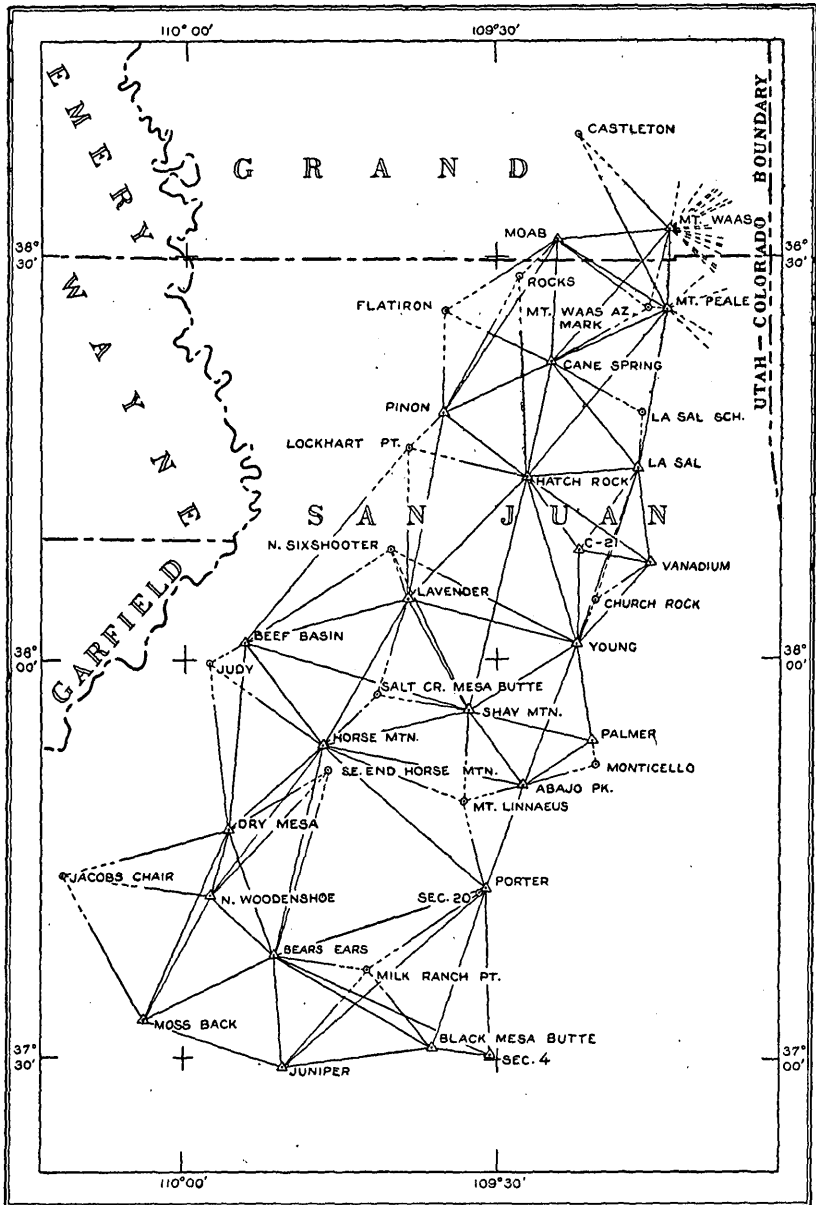 110° 00'
109° 30'
EMERY
WAYNE
GARFIELD
GRAND
SAN JUAN
UTAH-COLORADO BOUNDARY
CASTLETON
MT. WAAS
MOAB
38°
30'
38°
30'
ROCKS
FLATIRON
MT. WAAS AZ.
MARK
MT. PEALE
CANE SPRING
PINON
LA SAL SCH.
LOCKHART PT.
LA SAL
HATCH ROCK
N. SIXSHOOTER
C-21
VANADIUM
LAVENDER
CHURCH ROCK
BEEF BASIN
YOUNG
38°
00'
38°
00'
JUDY
SALT CR. MESA BUTTE
SHAY MTN.
HORSE MTN.
PALMER
SE. END HORSE MTN.
MONTICELLO
ABAJO PK.
MT. LINNAEUS
DRY MESA
JACOBS CHAIR
PORTER
N. WOODENSHOE
SEC. 20
BEARS EARS
MILK RANCH PT.
MOSS BACK
BLACK MESA BUTTE
37°
30'
37°
00'
JUNIPER
SEC. 4
110° 00'
109° 30'